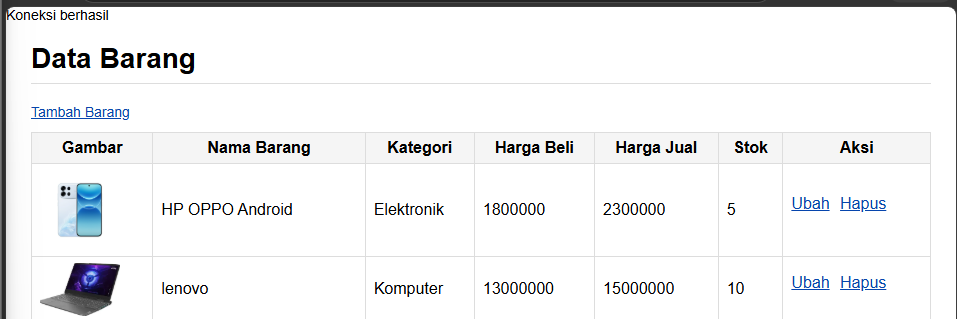 Koneksi berhasil
Data Barang
Tambah Barang
Gambar Nama Barang Kategori Harga Beli Harga Jual Stok Aksi
HP OPPO Android Elektronik 1800000 2300000 5 Ubah Hapus
lenovo Komputer 13000000 15000000 10 Ubah Hapus